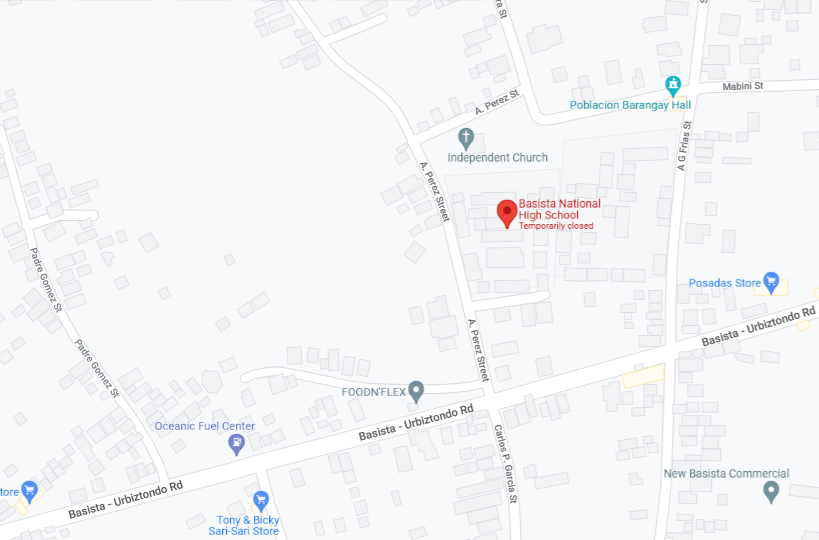 ra St
S
Mabini St
Poblacion Barangay Hall
A. Perez St
A G Frias St
Independent Church
A. Perez Street
Basista National
High School
Temporarily closed
Padre Gomez St
Posadas Store
Basista - Urbiztondo Rd
A. Perez Street
Padre Gomez St
FOODN'FLEX
Basista - Urbiztondo Rd
Oceanic Fuel Center
Carlos P. Garcia St
New Basista Commercial
tore
Basista - Urbiztondo Rd
Tony & Bicky
Sari-Sari Store